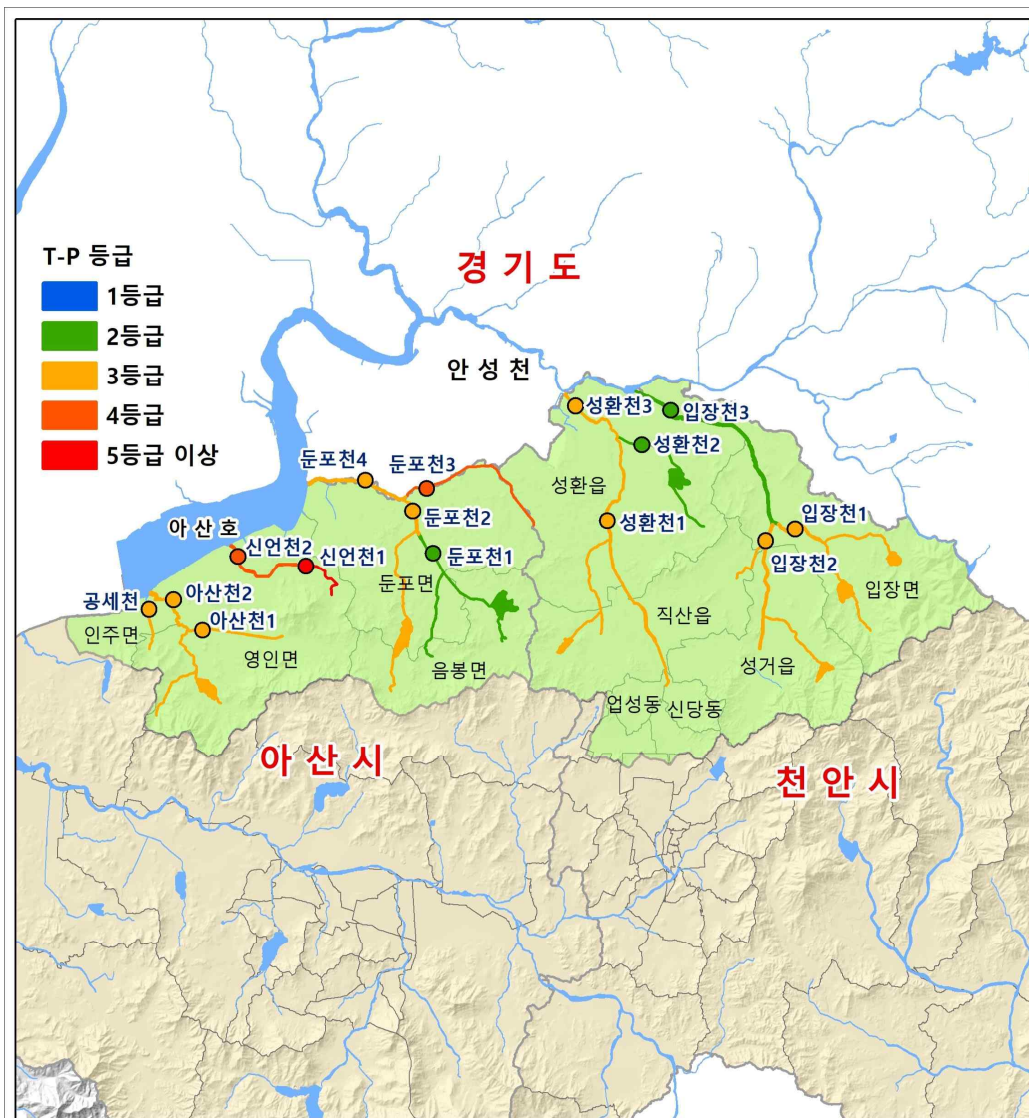 경기도
T-P 등급
1등급
2등급
3등급
4등급
5등급 이상
안성천
성환천3
입장천3
성환천2
둔포천4
둔포천3
성환읍
둔포천2
성환천1
입장천1
아산호
신언천2
신언천1
둔포천1
입장천2
둔포면
입장면
공세천
아산천2
아산천1
인주면
직산읍
영인면
음봉면
성거읍
업성동
신당동
아산시
천안시